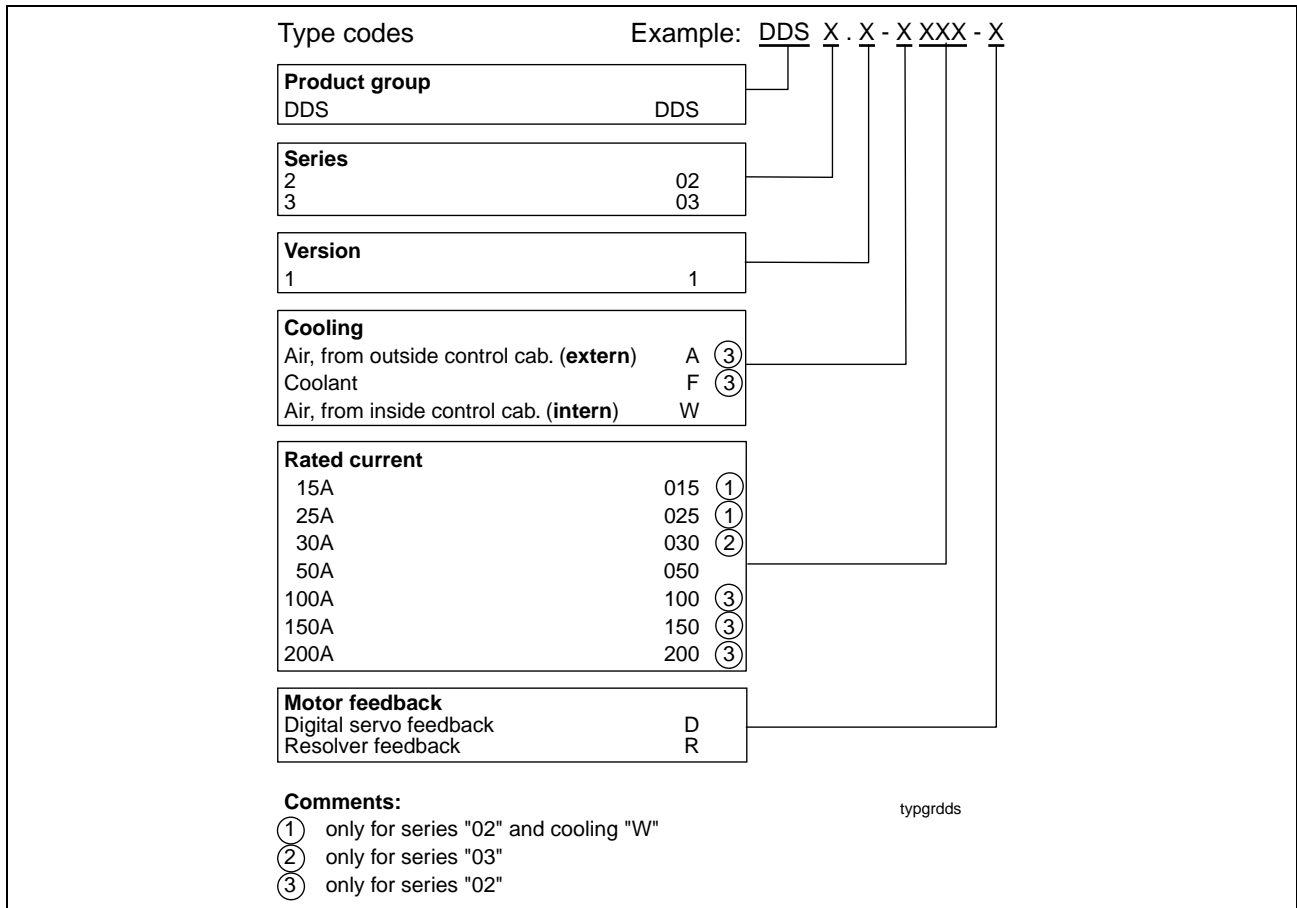 Type codes Example: DDS X . X - X XXX - X
Product group
DDS DDS
Series
2 02
3 03
Version
1 1
Cooling
Air, from outside control cab. (extern) A 3
Coolant F 3
Air, from inside control cab. (intern) W
Rated current
15A 015 1
25A 025 1
30A 030 2
50A 050
100A 100 3
150A 150 3
200A 200 3
Motor feedback
Digital servo feedback D
Resolver feedback R
Comments:
typgrdds
1 only for series "02" and cooling "W"
2 only for series "03"
3 only for series "02"